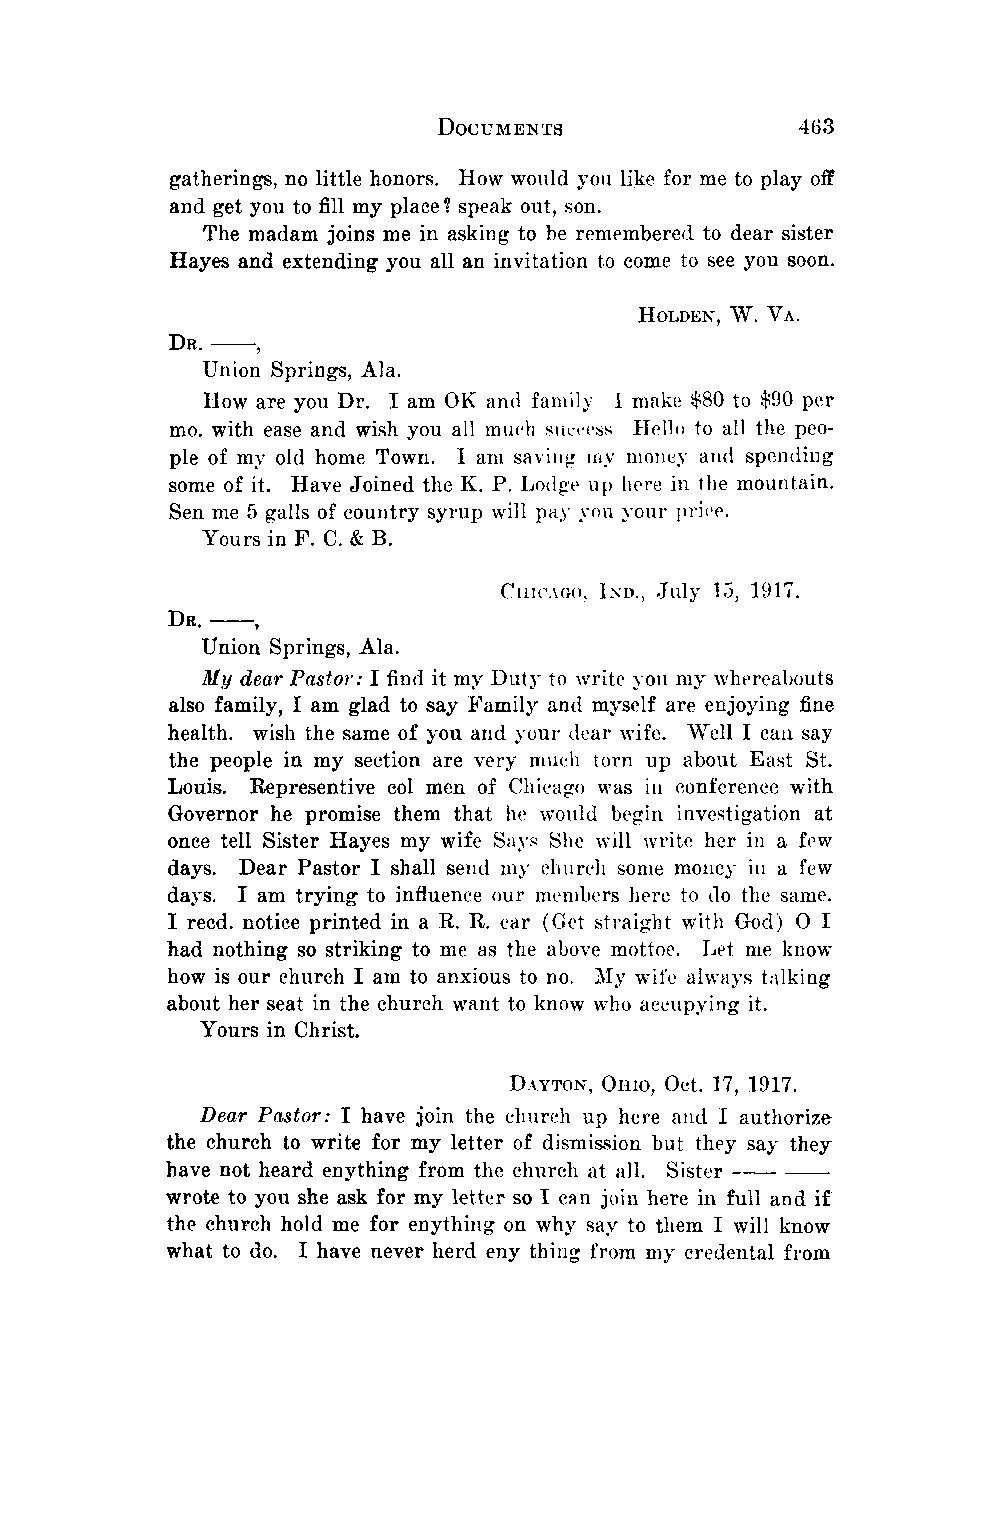 DOCUMENTS 463
gatherings, no little honors. How would you like for me to play off
and get you to fill my place? speak out, son.
The madam joins me in asking to be remembered to dear sister
Hayes and extending you all an invitation to come to see you soon.
HOLDEN, W. VA.
DR. ——,
Union Springs, Ala.
How are you Dr. I am OK and family I make $80 to $90 per
mo. with ease and wish you all much success Hello to all the peo-
ple of my old home Town. I am saving my money and spending
some of it. Have Joined the K. P. Lodge up here in the mountain.
Sen me 5 galls of country syrup will pay you your price.
Yours in F. C. & B.
CHICAGO, IND., July 15, 1917.
DR. ——,
Union Springs, Ala.
My dear Pastor: I find it my Duty to write you my whereabouts
also family, I am glad to say Family and myself are enjoying fine
health. wish the same of you and your dear wife. Well I can say
the people in my section are very much torn up about East St.
Louis. Representive col men of Chicago was in conference with
Governor he promise them that he would begin investigation at
once tell Sister Hayes my wife Says She will write her in a few
days. Dear Pastor I shall send my church some money in a few
days. I am trying to influence our members here to do the same.
I recd. notice printed in a R. R. car (Get straight with God) O I
had nothing so striking to me as the above mottoe. Let me know
how is our church I am to anxious to no. My wife always talking
about her seat in the church want to know who accupying it.
Yours in Christ.
DAYTON, OHIO, Oct. 17, 1917.
Dear Pastor: I have join the church up here and I authorize
the church to write for my letter of dismission but they say they
have not heard enything from the church at all. Sister —— ——
wrote to you she ask for my letter so I can join here in full and if
the church hold me for enything on why say to them I will know
what to do. I have never herd eny thing from my credental from